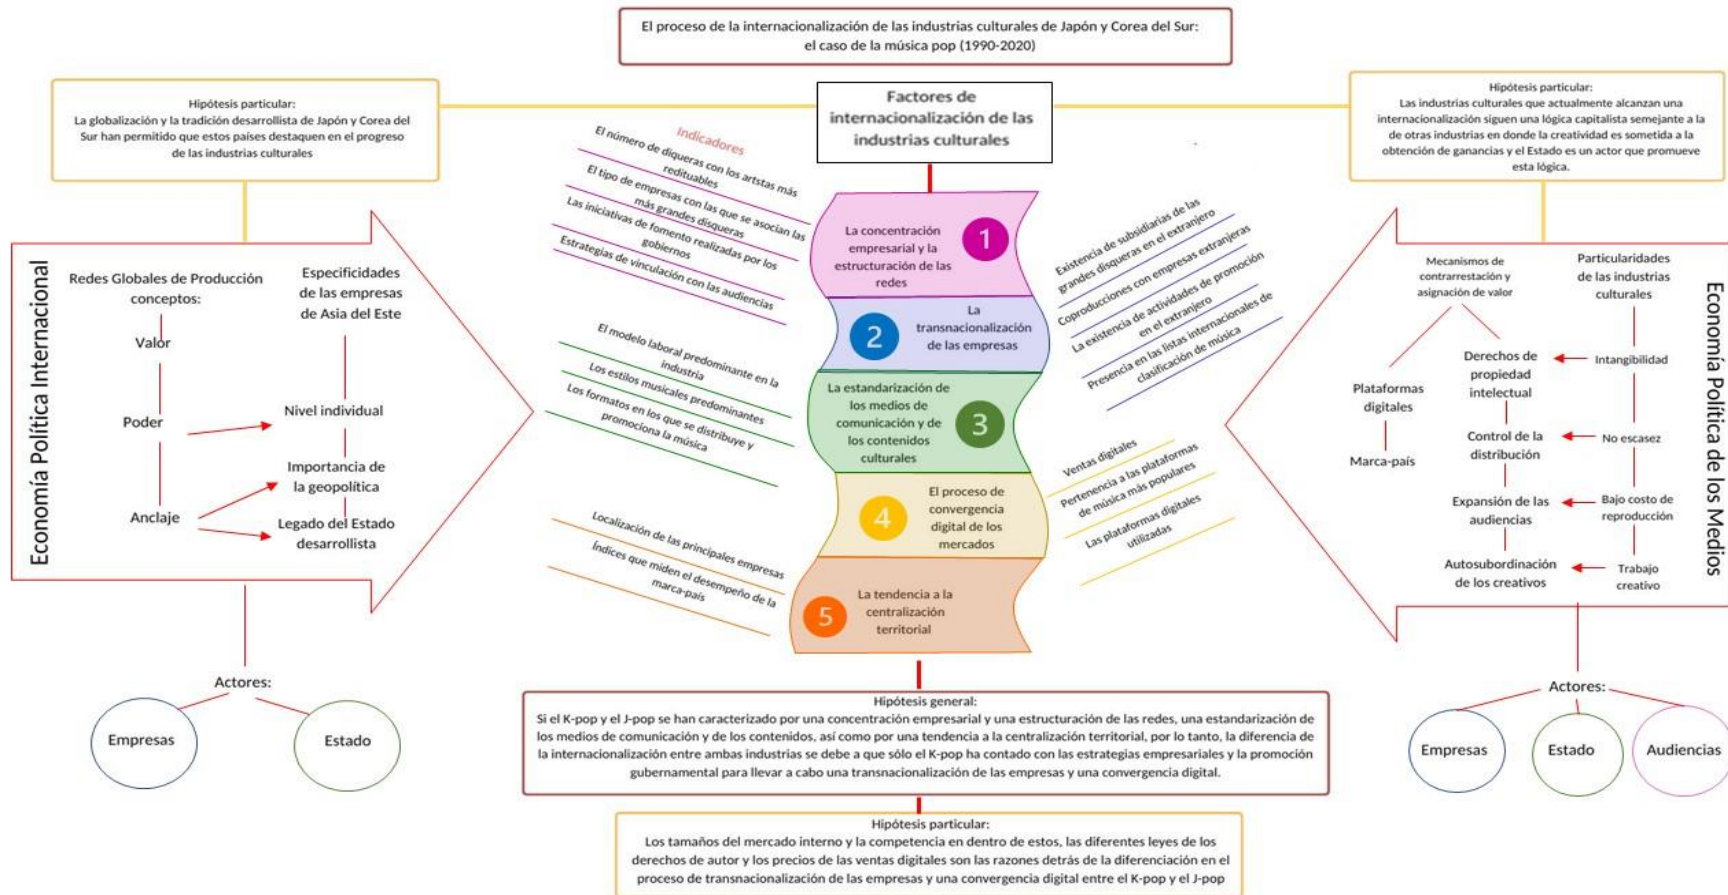 El proceso de la internacionalización de las industrias culturales de Japón y Corea del Sur:
el caso de la música pop (1990-2020)
Hipótesis particular:
La globalización y la tradición desarrollista de Japón y Corea del
Sur han permitido que estos países destaquen en el progreso
de las industrias culturales
Factores de
internacionalización de las
industrias culturales
Hipótesis particular:
Las industrias culturales que actualmente alcanzan una
internacionalización siguen una lógica capitalista semejante a la
de otras industrias en donde la creatividad es sometida a la
obtención de ganancias y el Estado es un actor que promueve
esta lógica.
Economía Política Internacional
Redes Globales de Producción
conceptos:
Valor
Poder
Anclaje
Especificidades
de las empresas
de Asia del Este
Nivel individual
Importancia de
la geopolítica
Legado del Estado
desarrollista
Actores:
Empresas
Estado
Indicadores
El número de diqueras con los artstas más
redituables
El tipo de empresas con las que se asocian las
más grandes disqueras
Las iniciativas de fomento realizadas por los
gobiernos
Estrategias de vinculación con las audiencias
El modelo laboral predominante en la
industria
Los estilos musicales predominantes
Los formatos en los que se distribuye y
promociona la música
Localización de las principales empresas
Índices que miden el desempeño de la
marca-país
La concentración
empresarial y la
estructuración de las
redes
1
2
La
transnacionalización
de las empresas
La estandarización de
los medios de
comunicación y de
los contenidos
culturales
3
4
El proceso de
convergencia
digital de los
mercados
5
La tendencia a la
centralización
territorial
Existencia de subsidiarias de las
grandes disqueras en el extranjero
Coproducciones con empresas extranjeras
La existencia de actividades de promoción
en el extranjero
Presencia en las listas internacionales de
clasificación de música
Ventas digitales
Pertenencia a las plataformas
de música más populares
Las plataformas digitales
utilizadas
Mecanismos de
contrarrestación y
asignación de valor
Plataformas
digitales
Marca-país
Derechos de
propiedad
intelectual
Control de la
distribución
Expansión de las
audiencias
Autosubordinación
de los creativos
Particularidades
de las industrias
culturales
Intangibilidad
No escasez
Bajo costo de
reproducción
Trabajo
creativo
Economía Política de los Medios
Actores:
Empresas
Estado
Audiencias
Hipótesis general:
Si el K-pop y el J-pop se han caracterizado por una concentración empresarial y una estructuración de las redes, una estandarización de
los medios de comunicación y de los contenidos, así como por una tendencia a la centralización territorial, por lo tanto, la diferencia de
la internacionalización entre ambas industrias se debe a que sólo el K-pop ha contado con las estrategias empresariales y la promoción
gubernamental para llevar a cabo una transnacionalización de las empresas y una convergencia digital.
Hipótesis particular:
Los tamaños del mercado interno y la competencia en dentro de estos, las diferentes leyes de los
derechos de autor y los precios de las ventas digitales son las razones detrás de la diferenciación en el
proceso de transnacionalización de las empresas y una convergencia digital entre el K-pop y el J-pop